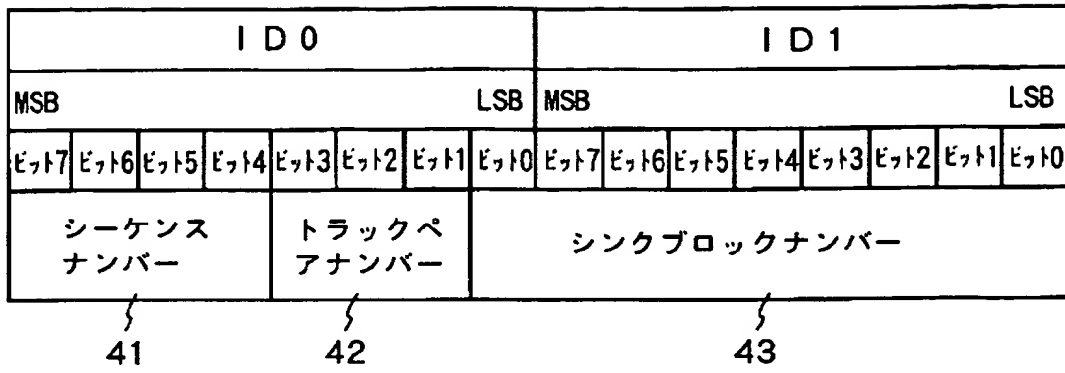 ID0 ID1
MSB LSB MSB LSB
ビット7 ビット6 ビット5 ビット4 ビット3 ビット2 ビット1 ビット0 ビット7 ビット6 ビット5 ビット4 ビット3 ビット2 ビット1 ビット0
シーケンス
ナンバー
トラックペ
アナンバー
シンクブロックナンバー
41 42 43